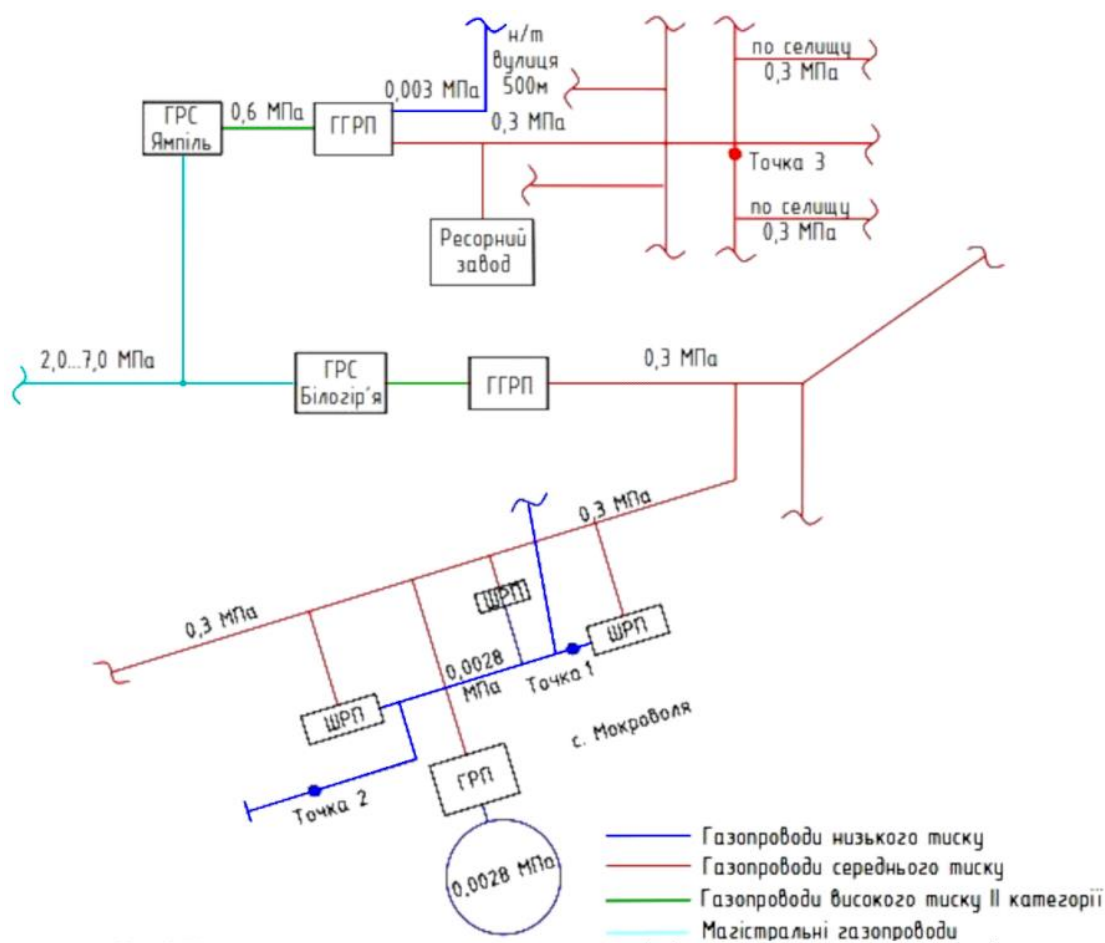 н/т
вулиця
500м
0,003 МПа
по селищу
0,3 МПа
ГРС
Ямпіль
0,6 МПа
ГГРП
0,3 МПа
Точка 3
Ресорний
завод
по селищу
0,3 МПа
2,0...7,0 МПа
ГРС
Білогір'я
ГГРП
0,3 МПа
0,3 МПа
ШРП
0,3 МПа
ШРП
0,0028
МПа
Точка 1
ШРП
с. Мокроволя
ГРП
Точка 2
0,0028 МПа
Газопроводи низького тиску
Газопроводи середнього тиску
Газопроводи високого тиску II категорії
Магістральні газопроводи